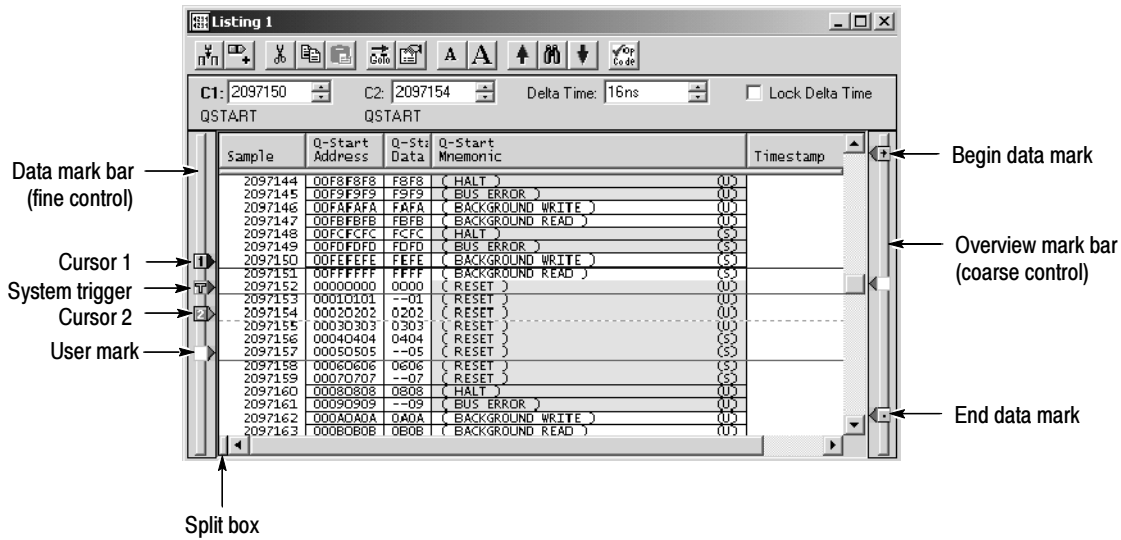 Listing 1
Goto
A A
Op Code
C1: 2097150 C2: 2097154 Delta Time: 16ns Lock Delta Time
QSTART QSTART
Sample Q-Start Address Q-Sta Data Q-Start Mnemonic Timestamp
2097144 00F8F8F8 F8F8 ( HALT ) (U)
2097145 00F9F9F9 F9F9 ( BUS ERROR ) (U)
2097146 00FAFAFA FAFA ( BACKGROUND WRITE ) (U)
2097147 00FBFBFB FBFB ( BACKGROUND READ ) (U)
2097148 00FCFCFC FCFC ( HALT ) (S)
2097149 00FDFDFD FDFD ( BUS ERROR ) (S)
2097150 00FEFEFE FEFE ( BACKGROUND WRITE ) (S)
2097151 00FFFFFF FFFF ( BACKGROUND READ ) (S)
2097152 00000000 0000 ( RESET ) (U)
2097153 00010101 --01 ( RESET ) (U)
2097154 00020202 0202 ( RESET ) (U)
2097155 00030303 0303 ( RESET ) (U)
2097156 00040404 0404 ( RESET ) (S)
2097157 00050505 --05 ( RESET ) (S)
2097158 00060606 0606 ( RESET ) (S)
2097159 00070707 --07 ( RESET ) (S)
2097160 00080808 0808 ( HALT ) (U)
2097161 00090909 --09 ( BUS ERROR ) (U)
2097162 000A0A0A 0A0A ( BACKGROUND WRITE ) (U)
2097163 000B0B0B 0B0B ( BACKGROUND READ ) (U)
1
T
2
Data mark bar
(fine control)
Cursor 1
System trigger
Cursor 2
User mark
Split box
Begin data mark
Overview mark bar
(coarse control)
End data mark